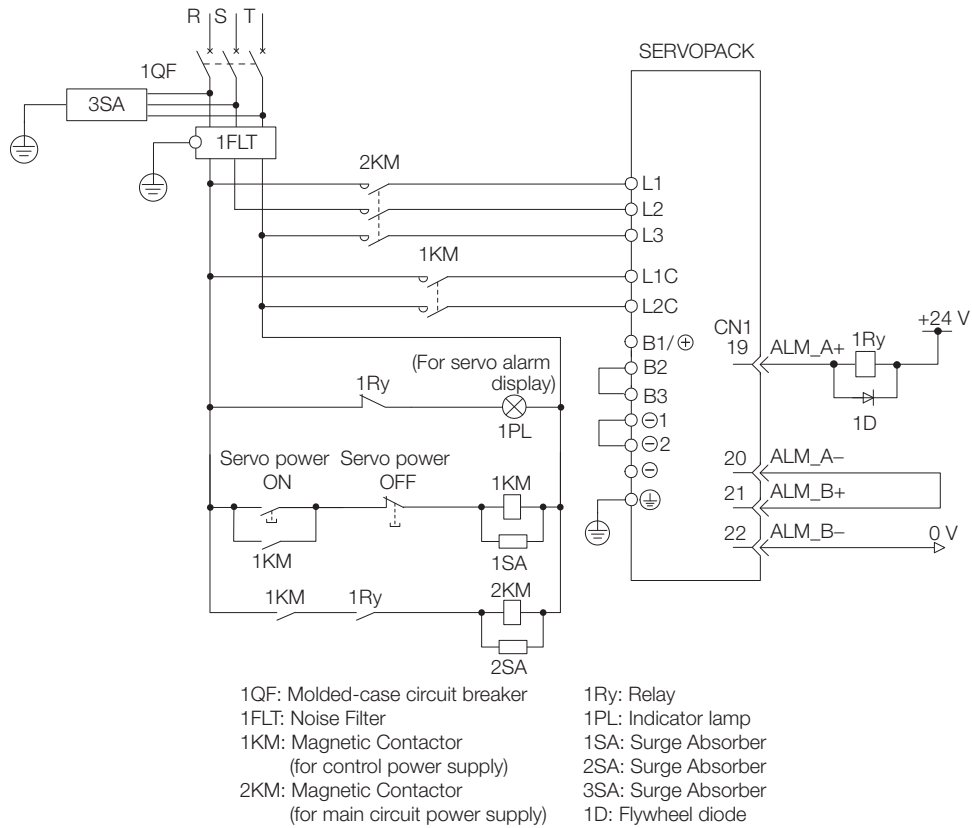 R S T
SERVOPACK
1QF
3SA
1FLT
2KM
L1
L2
L3
1KM
L1C
L2C
B1/⊕
CN1
+24 V
19 ALM_A+ 1Ry
(For servo alarm
display)
B2
1Ry
B3
1D
1PL
⊖1
⊖2
Servo power
ON
Servo power
OFF
20 ALM_A–
1KM
⊖
21 ALM_B+
22 ALM_B– 0 V
1KM
1SA
1KM 1Ry 2KM
2SA
1QF: Molded-case circuit breaker
1FLT: Noise Filter
1KM: Magnetic Contactor
(for control power supply)
2KM: Magnetic Contactor
(for main circuit power supply)
1Ry: Relay
1PL: Indicator lamp
1SA: Surge Absorber
2SA: Surge Absorber
3SA: Surge Absorber
1D: Flywheel diode